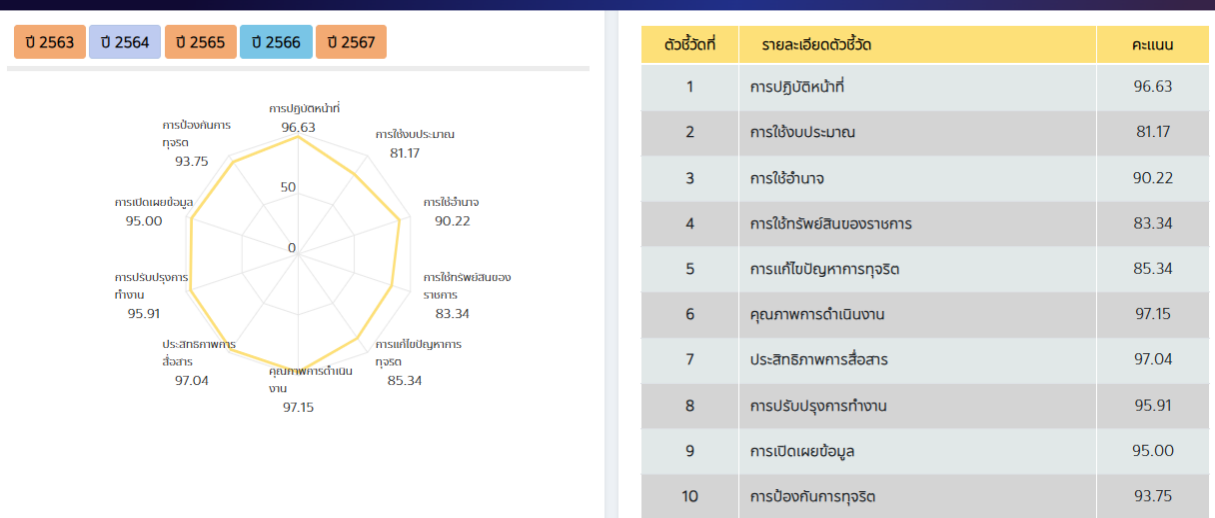 ปี 2563 ปี 2564 ปี 2565 ปี 2566 ปี 2567
การปฏิบัติหน้าที่
96.63
การใช้งบประมาณ
81.17
การใช้อำนาจ
90.22
การใช้ทรัพย์สินของ
ราชการ
83.34
การแก้ไขปัญหาการ
ทุจริต
85.34
คุณภาพการดำเนิน
งาน
97.15
ประสิทธิภาพการ
สื่อสาร
97.04
การปรับปรุงการ
ทำงาน
95.91
การเปิดเผยข้อมูล
95.00
การป้องกันการ
ทุจริต
93.75
50
0
ตัวชี้วัดที่ รายละเอียดตัวชี้วัด คะแนน
1 การปฏิบัติหน้าที่ 96.63
2 การใช้งบประมาณ 81.17
3 การใช้อำนาจ 90.22
4 การใช้ทรัพย์สินของราชการ 83.34
5 การแก้ไขปัญหาการทุจริต 85.34
6 คุณภาพการดำเนินงาน 97.15
7 ประสิทธิภาพการสื่อสาร 97.04
8 การปรับปรุงการทำงาน 95.91
9 การเปิดเผยข้อมูล 95.00
10 การป้องกันการทุจริต 93.75